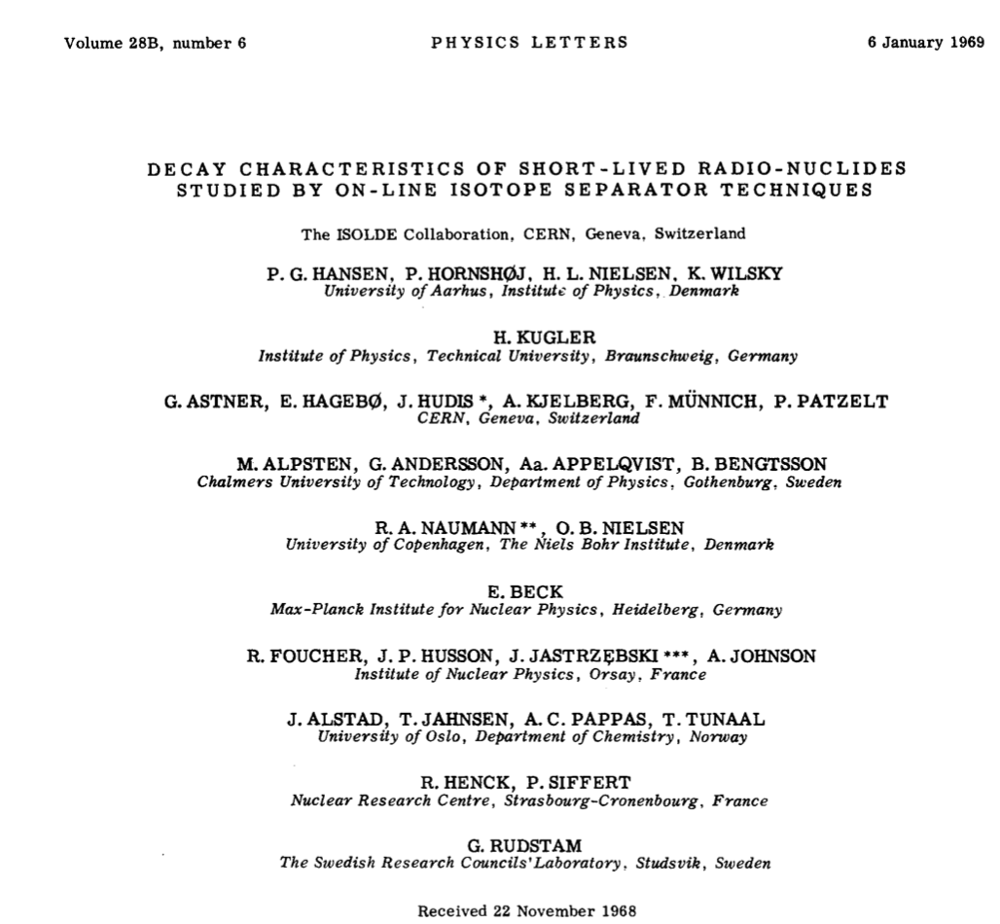 Volume 28B, number 6 PHYSICS LETTERS 6 January 1969
DECAY CHARACTERISTICS OF SHORT-LIVED RADIO-NUCLIDES
STUDIED BY ON-LINE ISOTOPE SEPARATOR TECHNIQUES
The ISOLDE Collaboration, CERN, Geneva, Switzerland
P. G. HANSEN, P. HORNSHØJ, H. L. NIELSEN, K. WILSKY
University of Aarhus, Institute of Physics, Denmark
H. KUGLER
Institute of Physics, Technical University, Braunschweig, Germany
G. ASTNER, E. HAGEBØ, J. HUDIS *, A. KJELBERG, F. MÜNNICH, P. PATZELT
CERN, Geneva, Switzerland
M. ALPSTEN, G. ANDERSSON, Aa. APPELQVIST, B. BENGTSSON
Chalmers University of Technology, Department of Physics, Gothenburg, Sweden
R. A. NAUMANN **, O. B. NIELSEN
University of Copenhagen, The Niels Bohr Institute, Denmark
E. BECK
Max-Planck Institute for Nuclear Physics, Heidelberg, Germany
R. FOUCHER, J. P. HUSSON, J. JASTRZĘBSKI ***, A. JOHNSON
Institute of Nuclear Physics, Orsay, France
J. ALSTAD, T. JAHNSEN, A. C. PAPPAS, T. TUNAAL
University of Oslo, Department of Chemistry, Norway
R. HENCK, P. SIFFERT
Nuclear Research Centre, Strasbourg-Cronenbourg, France
G. RUDSTAM
The Swedish Research Councils' Laboratory, Studsvik, Sweden
Received 22 November 1968